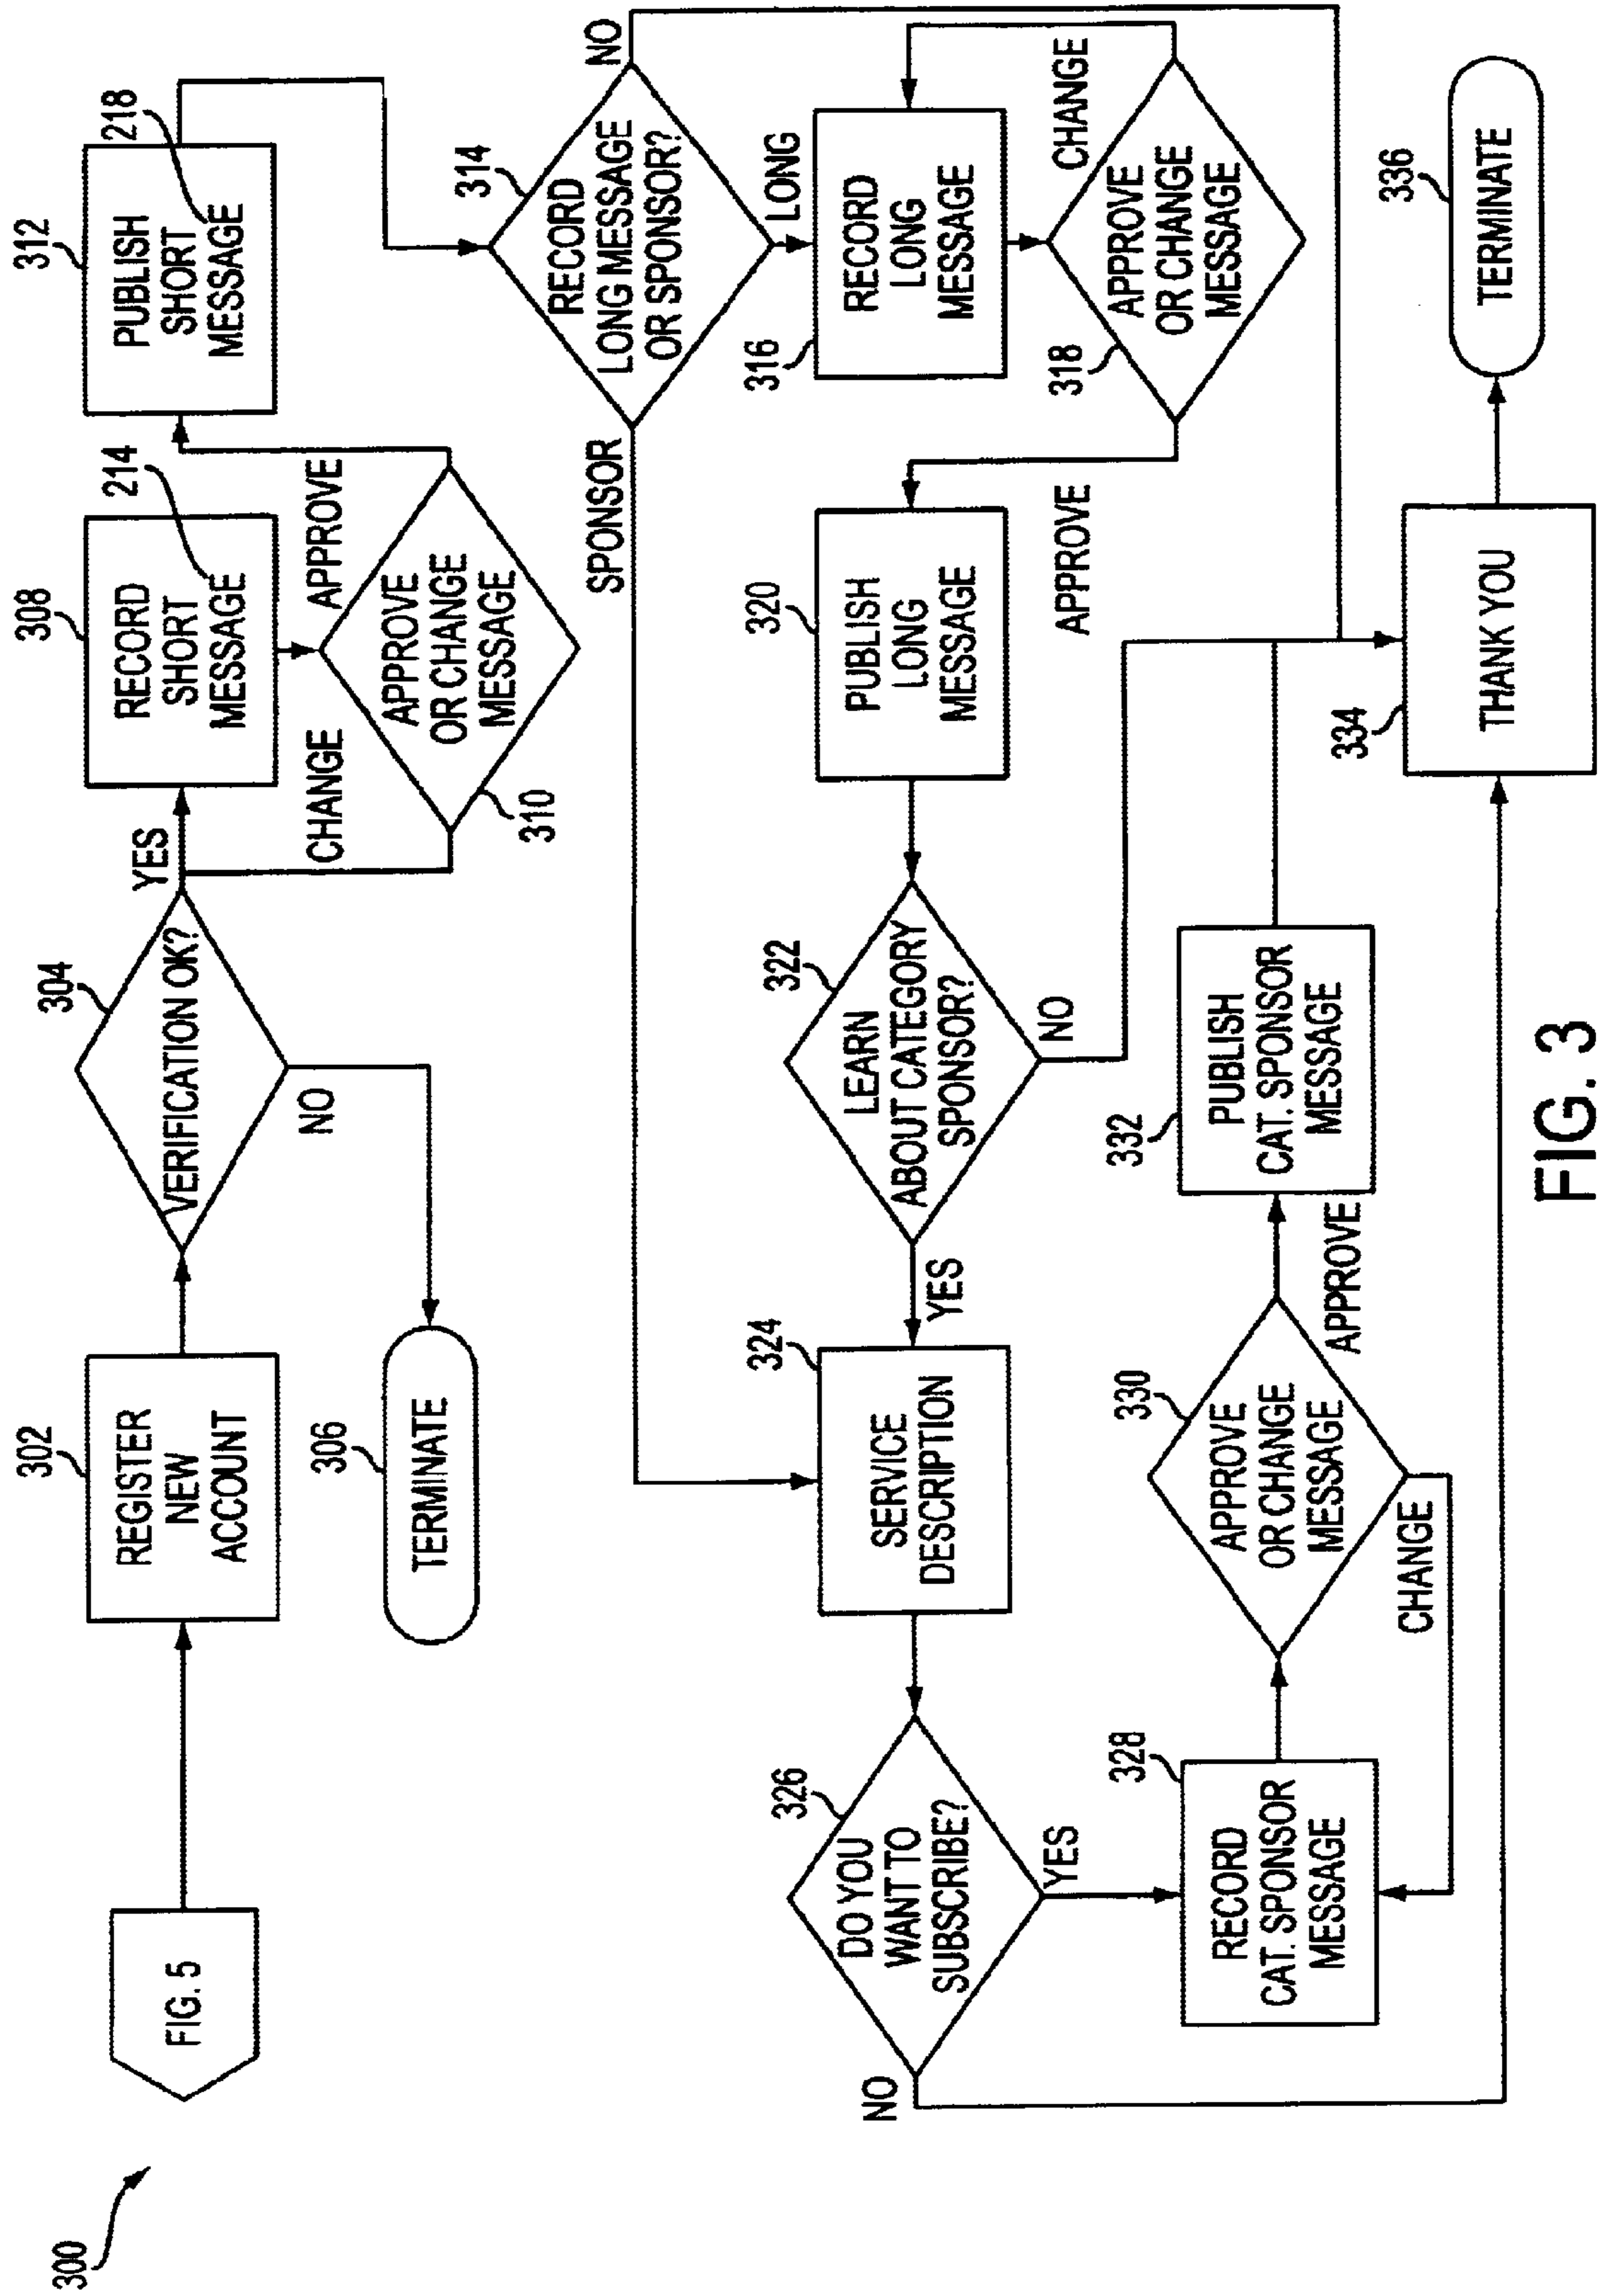 300
FIG. 5
302
REGISTER
NEW
ACCOUNT
304
VERIFICATION OK?
YES
NO
306
TERMINATE
308
RECORD
SHORT
MESSAGE
214
310
APPROVE
OR CHANGE
MESSAGE
CHANGE
APPROVE
312
PUBLISH
SHORT
MESSAGE
218
314
RECORD
LONG MESSAGE
OR SPONSOR?
SPONSOR
NO
LONG
316
RECORD
LONG
MESSAGE
318
APPROVE
OR CHANGE
MESSAGE
CHANGE
APPROVE
320
PUBLISH
LONG
MESSAGE
322
LEARN
ABOUT CATEGORY
SPONSOR?
YES
NO
324
SERVICE
DESCRIPTION
326
DO YOU
WANT TO
SUBSCRIBE?
NO
YES
328
RECORD
CAT. SPONSOR
MESSAGE
330
APPROVE
OR CHANGE
MESSAGE
CHANGE
APPROVE
332
PUBLISH
CAT. SPONSOR
MESSAGE
334
THANK YOU
336
TERMINATE
FIG. 3